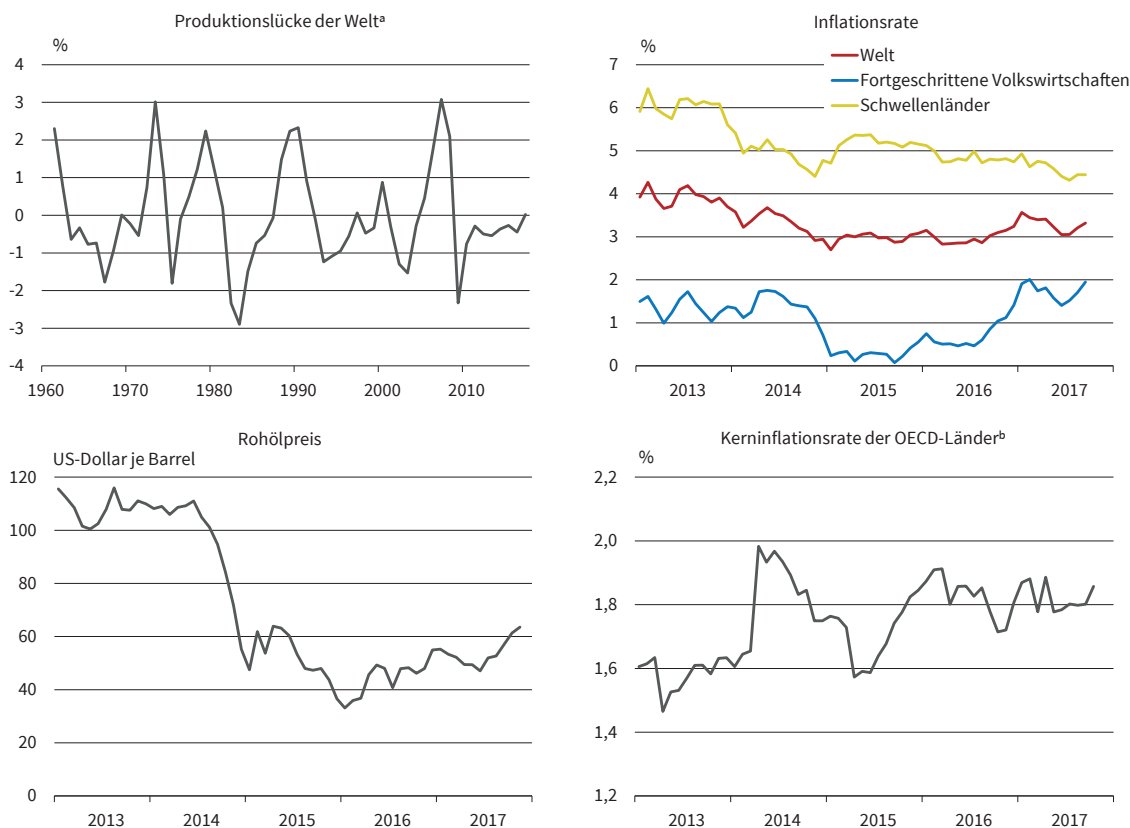 Produktionslücke der Weltᵃ
%
4
3
2
1
0
-1
-2
-3
-4
1960 1970 1980 1990 2000 2010
Inflationsrate
%
Welt
Fortgeschrittene Volkswirtschaften
Schwellenländer
7
6
5
4
3
2
1
0
2013 2014 2015 2016 2017
Rohölpreis
US-Dollar je Barrel
120
100
80
60
40
20
0
2013 2014 2015 2016 2017
Kerninflationsrate der OECD-Länderᵇ
%
2,2
2,0
1,8
1,6
1,4
1,2
2013 2014 2015 2016 2017